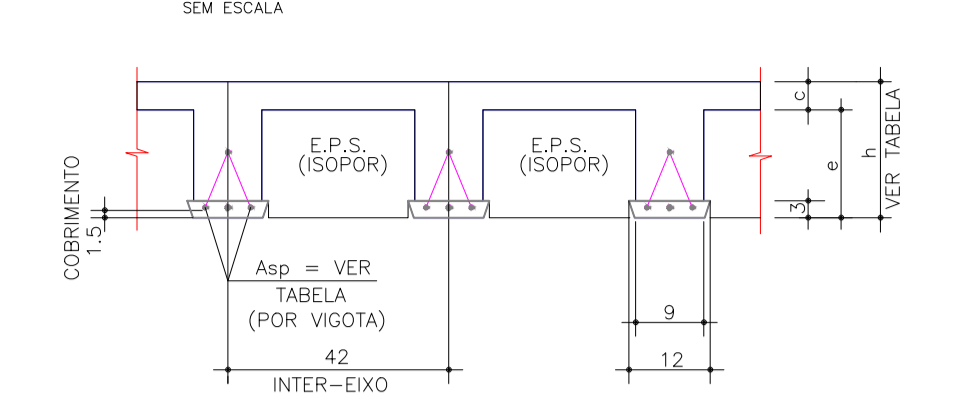 SEM ESCALA
c
E.P.S.
(ISOPOR)
E.P.S.
(ISOPOR)
e
h
VER TABELA
3
COBRIMENTO
1.5
Asp = VER
TABELA
(POR VIGOTA)
9
42
12
INTER-EIXO